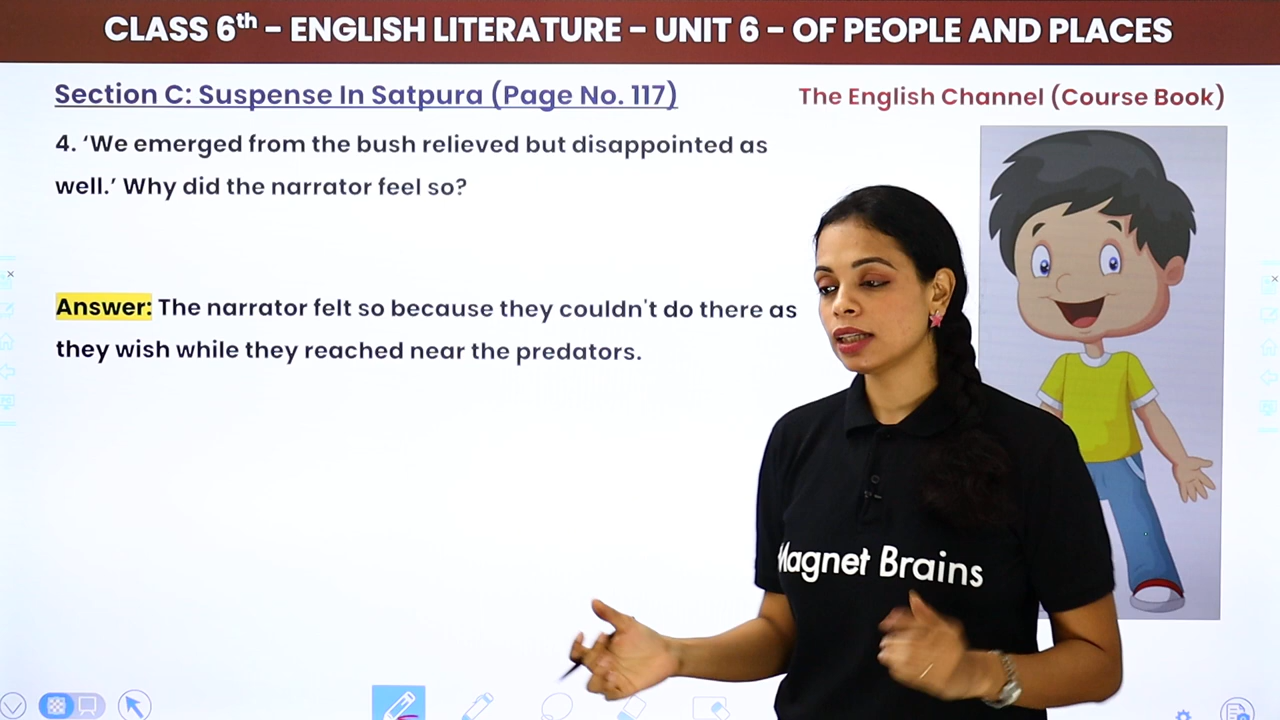 CLASS 6th – ENGLISH LITERATURE – UNIT 6 – OF PEOPLE AND PLACES
Section C: Suspense In Satpura (Page No. 117)
The English Channel (Course Book)
4. ‘We emerged from the bush relieved but disappointed as
well.’ Why did the narrator feel so?
Answer: The narrator felt so because they couldn't do there as
they wish while they reached near the predators.
Magnet Brains